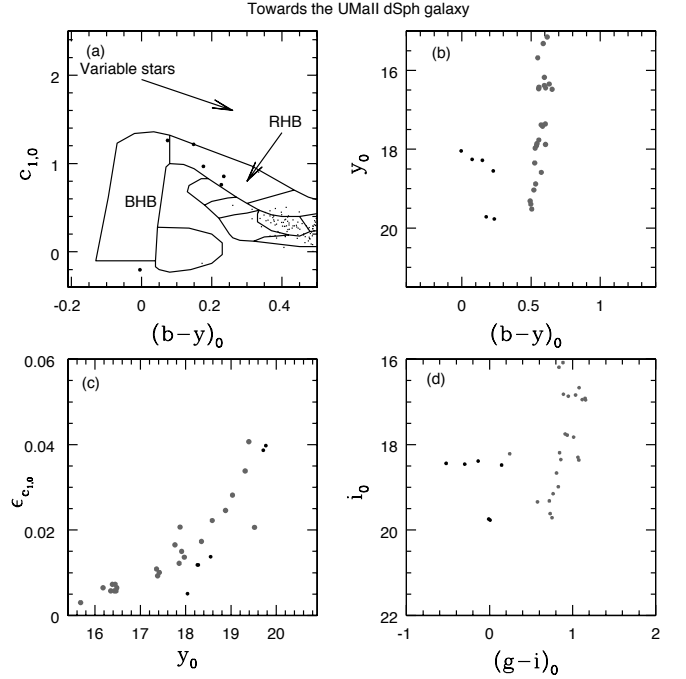 Towards the UMaII dSph galaxy
(a)
Variable stars
RHB
BHB
2
1
0
-0.2 0 0.2 0.4
c1,0
(b−y)0
(b)
16
18
20
0 0.5 1
y0
(b−y)0
(c)
0.06
0.04
0.02
0
16 17 18 19 20
ϵc1,0
y0
(d)
16
18
20
22
-1 0 1 2
i0
(g−i)0